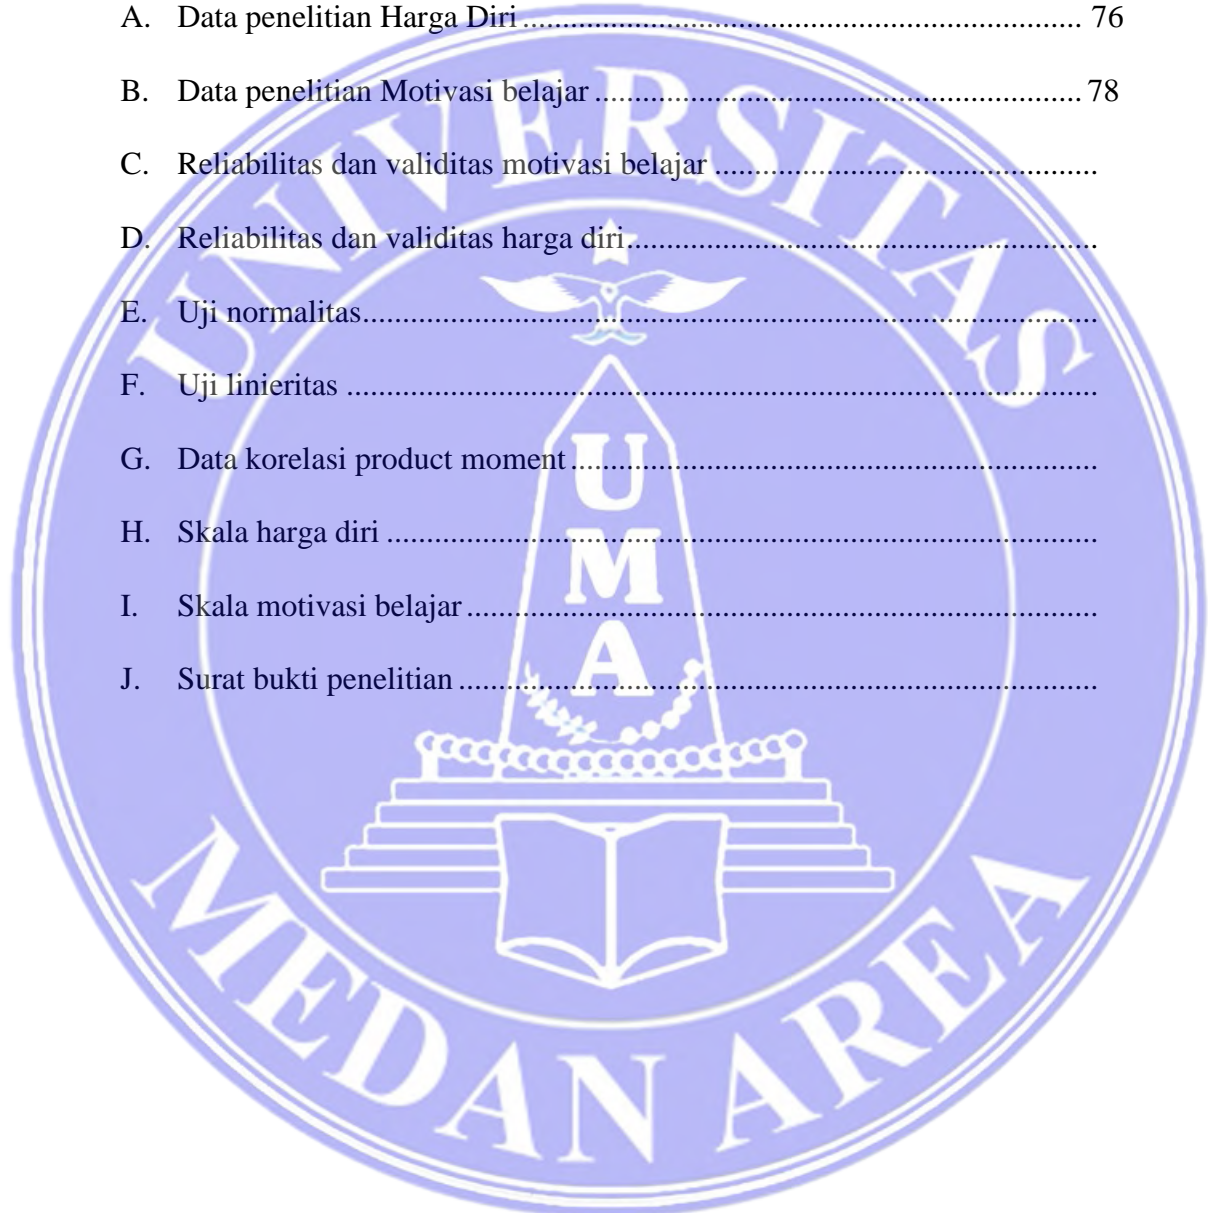 A. Data penelitian Harga Diri ........................................................................ 76
B. Data penelitian Motivasi belajar ............................................................... 78
C. Reliabilitas dan validitas motivasi belajar .................................................
D. Reliabilitas dan validitas harga diri............................................................
E. Uji normalitas..............................................................................................
F. Uji linieritas ................................................................................................
G. Data korelasi product moment ...................................................................
H. Skala harga diri ...........................................................................................
I. Skala motivasi belajar .................................................................................
J. Surat bukti penelitian ..................................................................................
UNIVERSITAS
U
M
A
MEDAN AREA